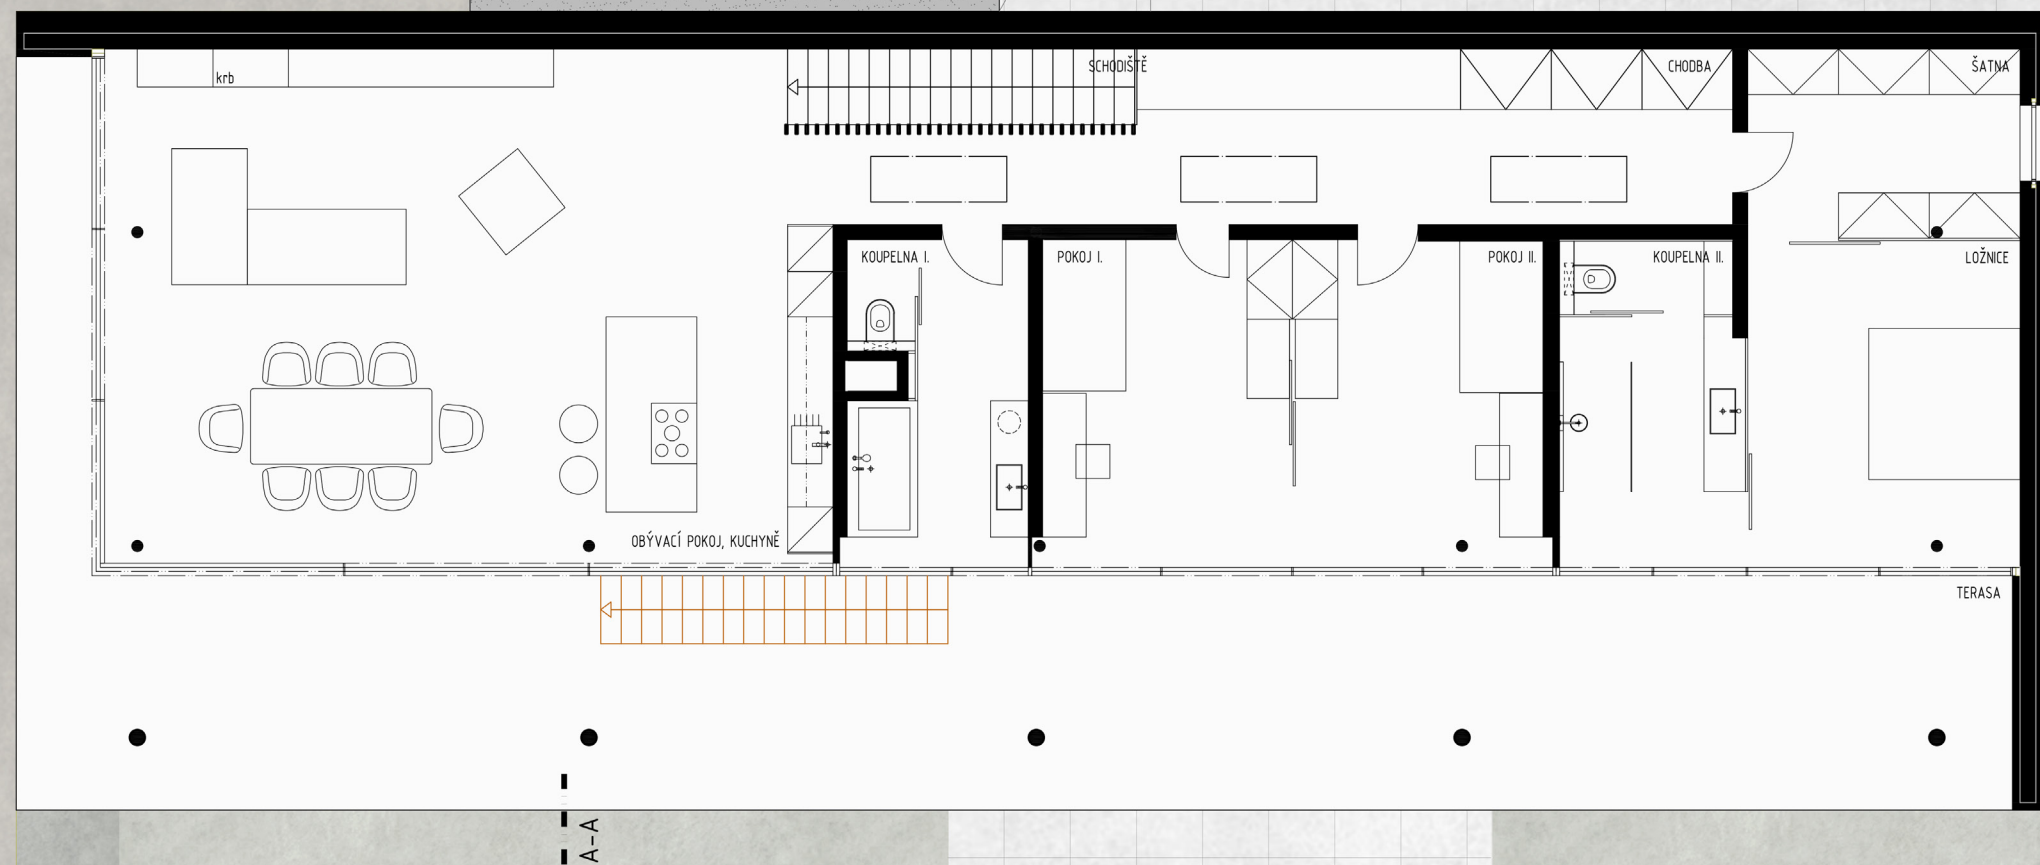 krb
SCHODIŠTĚ
CHODBA
ŠATNA
KOUPELNA I.
POKOJ I.
POKOJ II.
KOUPELNA II.
LOŽNICE
OBÝVACÍ POKOJ, KUCHYNĚ
TERASA
A-A